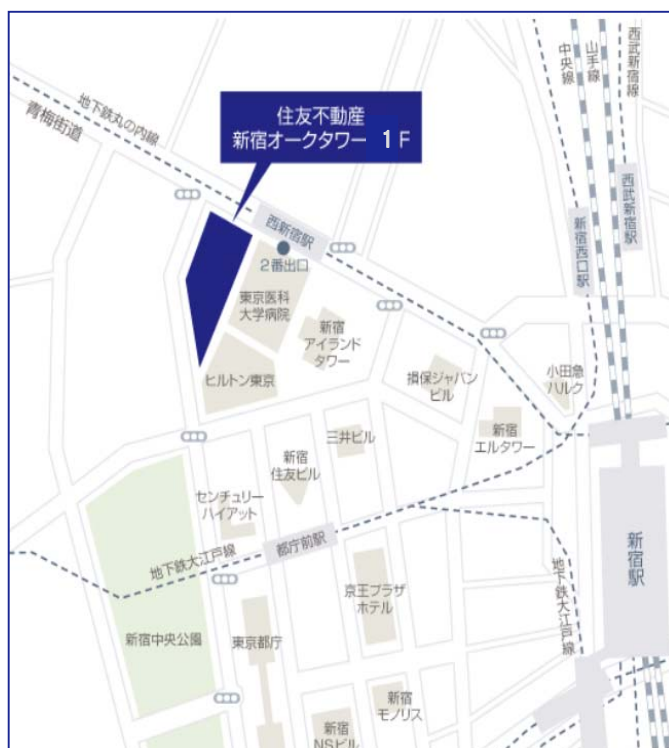 西武新宿線
山手線
中央線
地下鉄丸の内線
青梅街道
住友不動産
新宿オークタワー 1 F
西新宿駅
2番出口
新宿西口駅
西武新宿駅
東京医科
大学病院
新宿
アイランド
タワー
ヒルトン東京
損保ジャパン
ビル
小田急
ハルク
新宿
エルタワー
三井ビル
新宿
住友ビル
センチュリー
ハイアット
都庁前駅
地下鉄大江戸線
新宿駅
地下鉄大江戸線
京王プラザ
ホテル
新宿中央公園
東京都庁
新宿
モノリス
新宿
NSビル